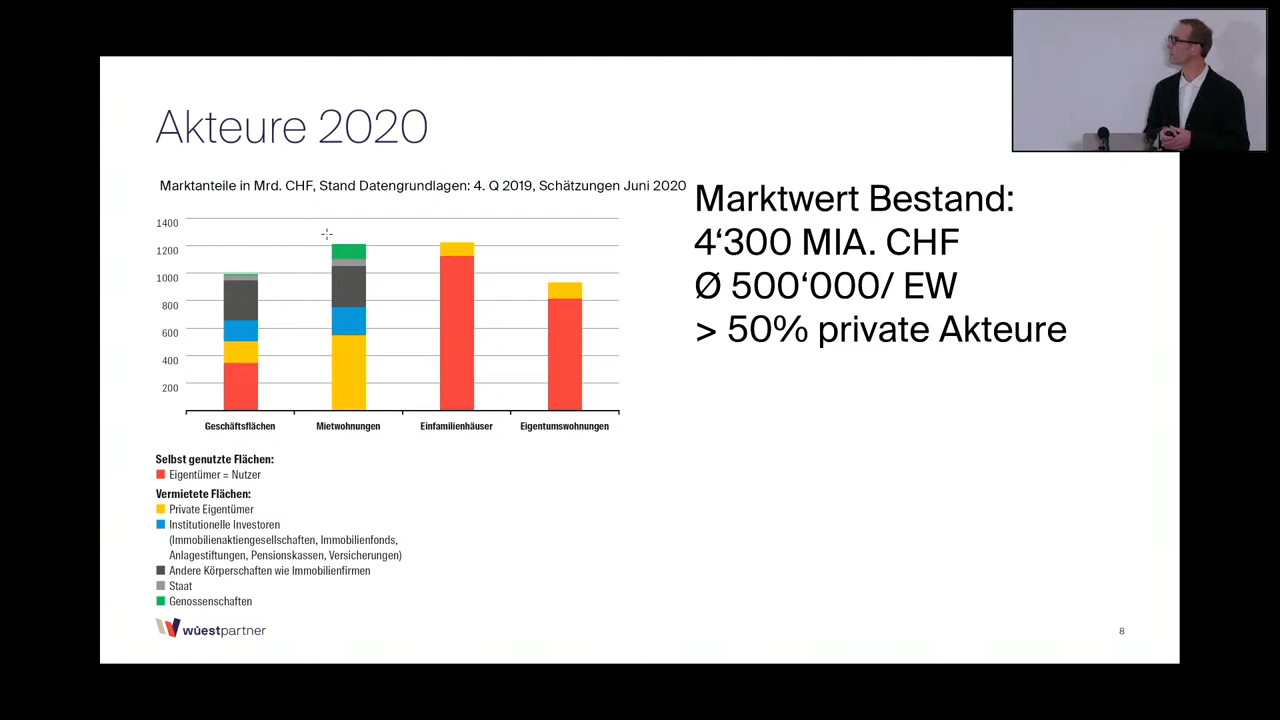 Akteure 2020
Marktanteile in Mrd. CHF, Stand Datengrundlagen: 4. Q 2019, Schätzungen Juni 2020
1400
1200
1000
800
600
400
200
Geschäftsflächen
Mietwohnungen
Einfamilienhäuser
Eigentumswohnungen
Selbst genutzte Flächen:
Eigentümer = Nutzer
Vermietete Flächen:
Private Eigentümer
Institutionelle Investoren
(Immobilienaktiengesellschaften, Immobilienfonds,
Anlagestiftungen, Pensionskassen, Versicherungen)
Andere Körperschaften wie Immobilienfirmen
Staat
Genossenschaften
Marktwert Bestand:
4‘300 MIA. CHF
Ø 500‘000/ EW
> 50% private Akteure
wüestpartner
8